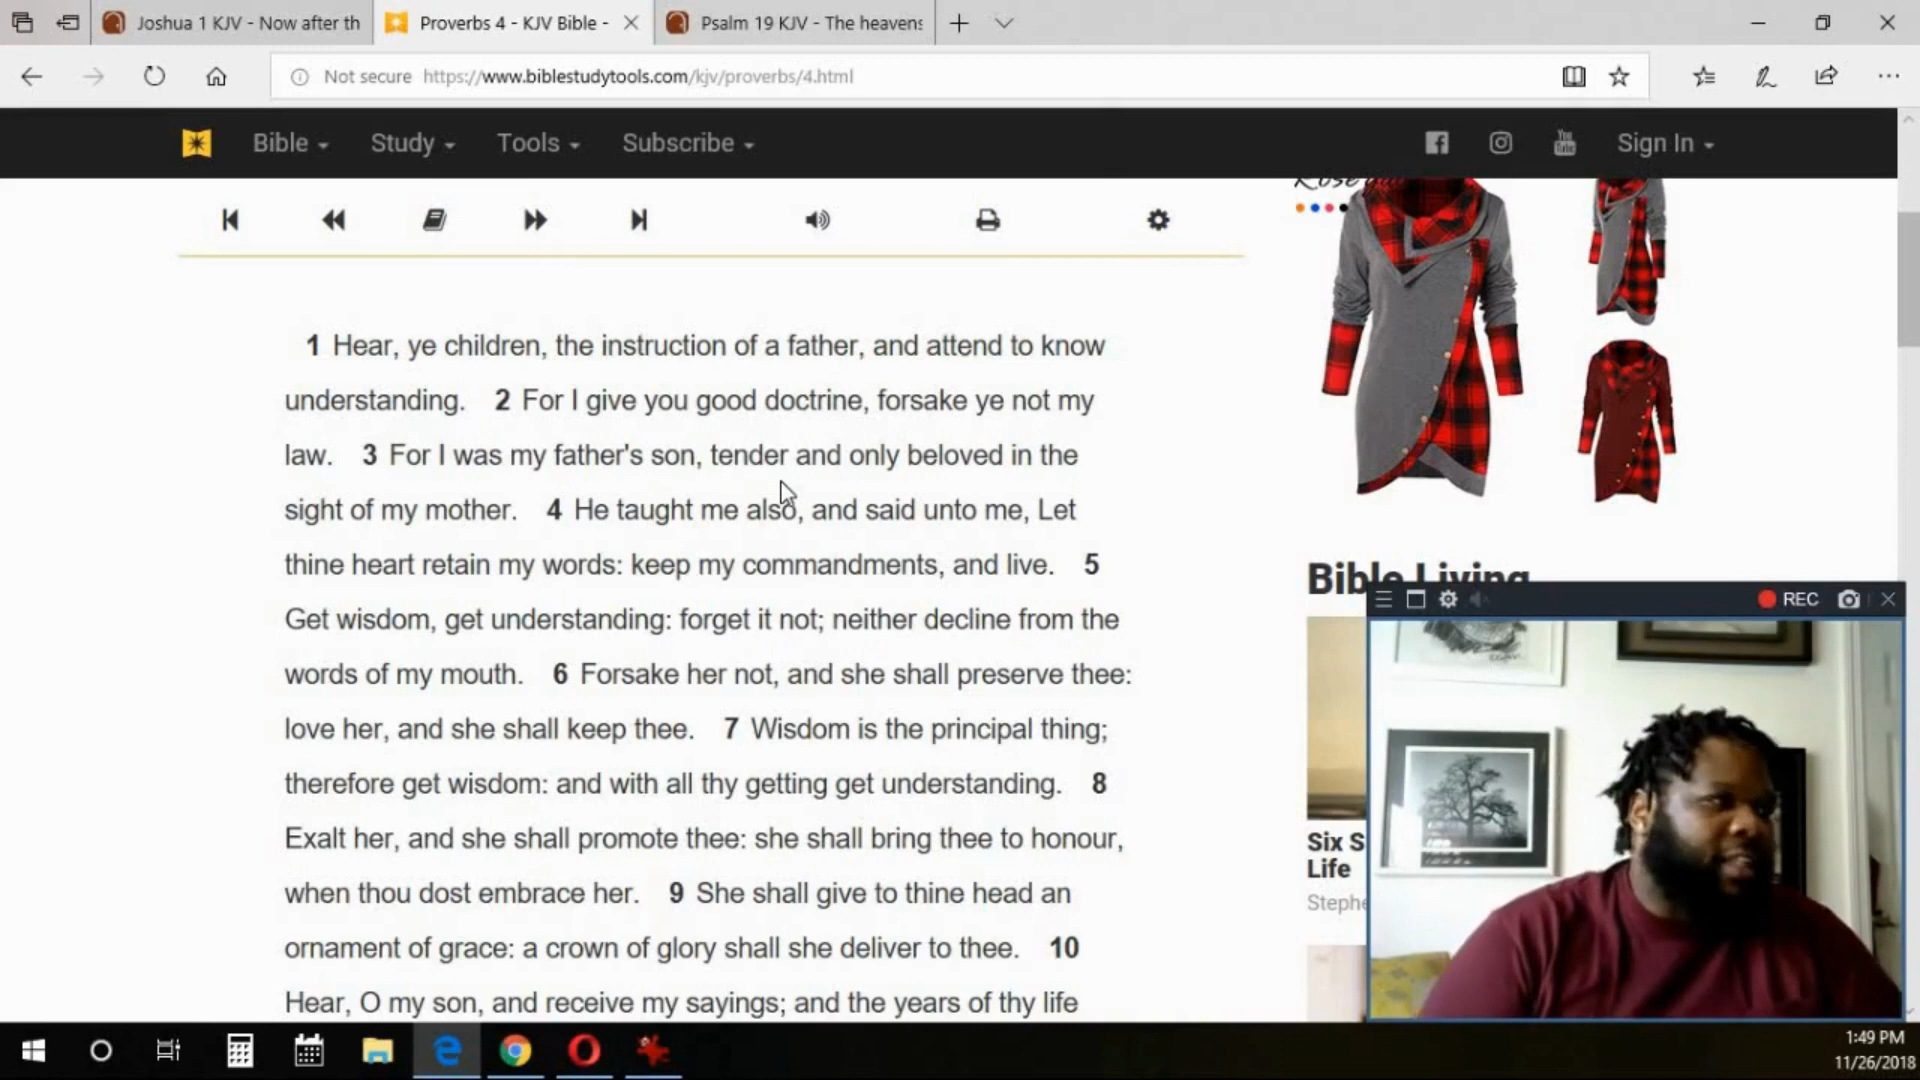 Joshua 1 KJV - Now after th
Proverbs 4 - KJV Bible -
Psalm 19 KJV - The heavens
Not secure https://www.biblestudytools.com/kjv/proverbs/4.html
Bible
Study
Tools
Subscribe
You Tube
Sign In
1 Hear, ye children, the instruction of a father, and attend to know
understanding. 2 For I give you good doctrine, forsake ye not my
law. 3 For I was my father's son, tender and only beloved in the
sight of my mother. 4 He taught me also, and said unto me, Let
thine heart retain my words: keep my commandments, and live. 5
Get wisdom, get understanding: forget it not; neither decline from the
words of my mouth. 6 Forsake her not, and she shall preserve thee:
love her, and she shall keep thee. 7 Wisdom is the principal thing;
therefore get wisdom: and with all thy getting get understanding. 8
Exalt her, and she shall promote thee: she shall bring thee to honour,
when thou dost embrace her. 9 She shall give to thine head an
ornament of grace: a crown of glory shall she deliver to thee. 10
Hear, O my son, and receive my sayings; and the years of thy life
Bible Living
REC
Six S
Life
Stephe
1:49 PM
11/26/2018